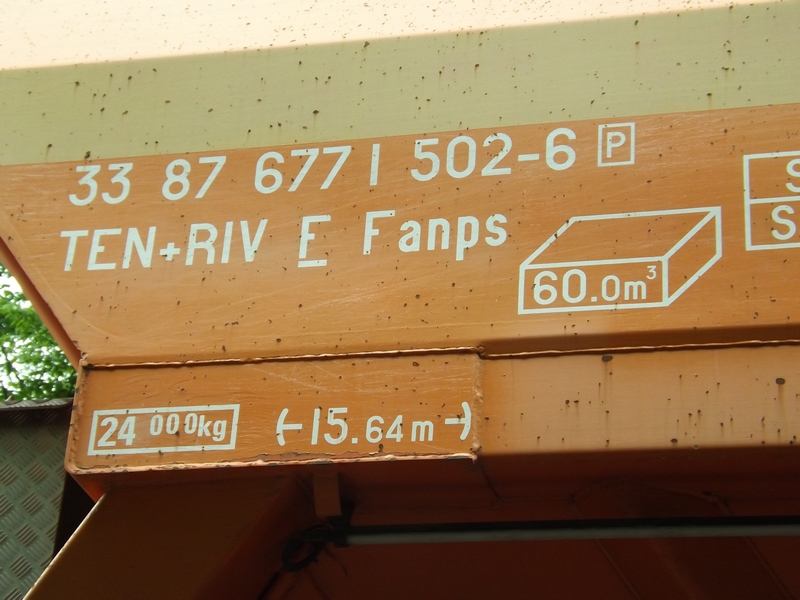 33 87 677 1 502-6 P
TEN+RIV E Fanps
60.0m³
S
S
24 000kg
15.64m